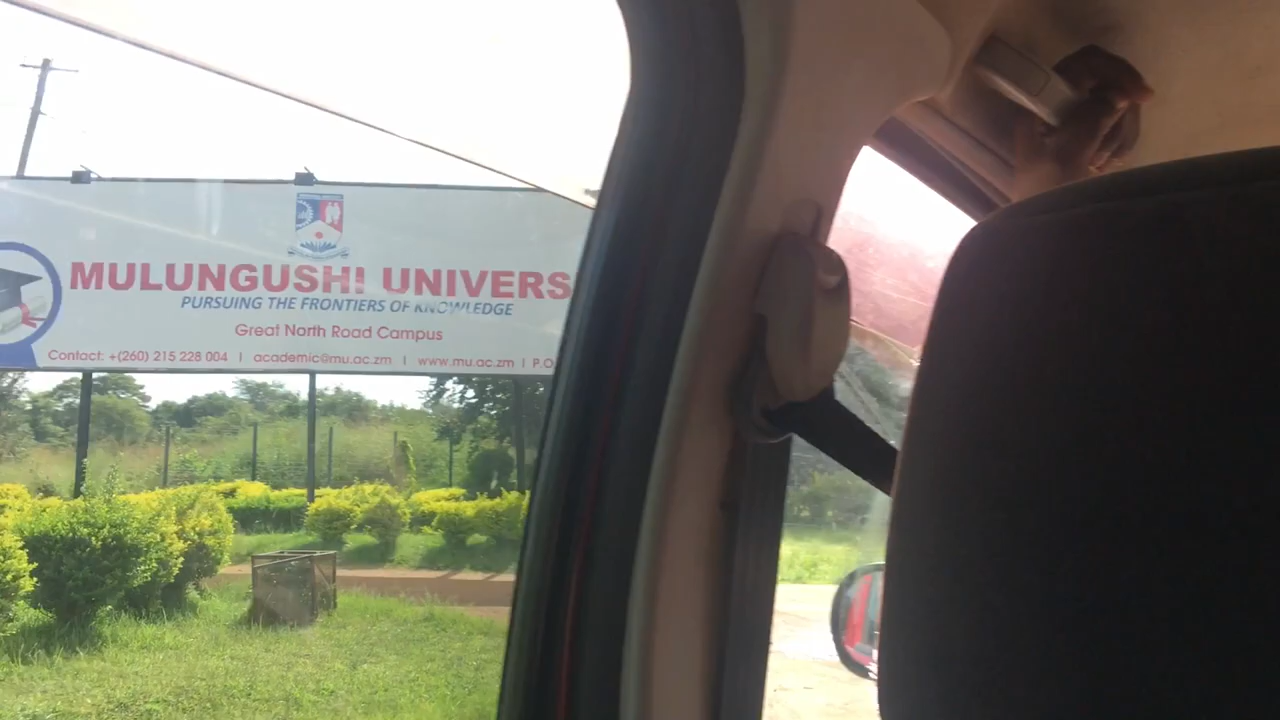 MULUNGUSHI UNIVERS
PURSUING THE FRONTIERS OF KNOWLEDGE
Great North Road Campus
Contact: +(260) 215 228 004 | academic@mu.ac.zm | www.mu.ac.zm | P.O